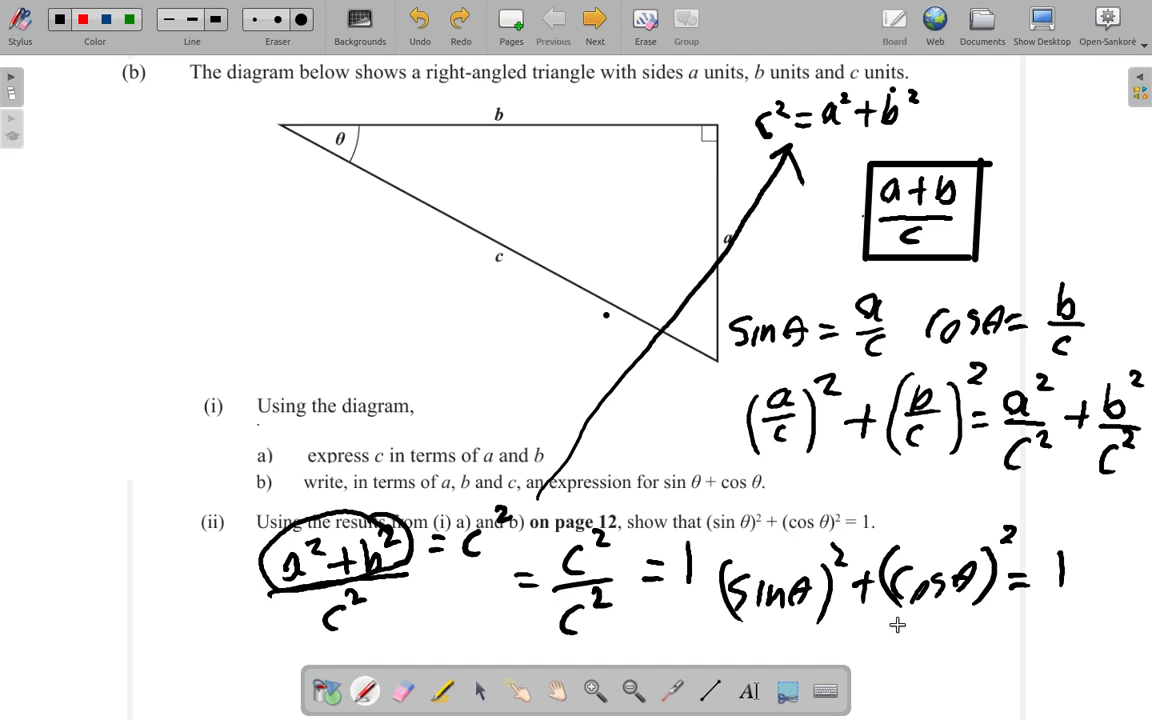 Stylus Color Line Eraser Backgrounds Undo Redo Pages Previous Next Erase Group Board Web Documents Show Desktop Open-Sankoré
(b) The diagram below shows a right-angled triangle with sides a units, b units and c units.
b
c² = a² + b²
θ
a + b
c
a
c
sin θ = a/c cos θ = b/c
(a/c)² + (b/c)² = a²/c² + b²/c²
(i) Using the diagram,
a) express c in terms of a and b
b) write, in terms of a, b and c, an expression for sin θ + cos θ.
(ii) Using the results from (i) a) and b) on page 12, show that (sin θ)² + (cos θ)² = 1.
a² + b² = c²
c²
= c²/c² = 1 (sin θ)² + (cos θ)² = 1
AI